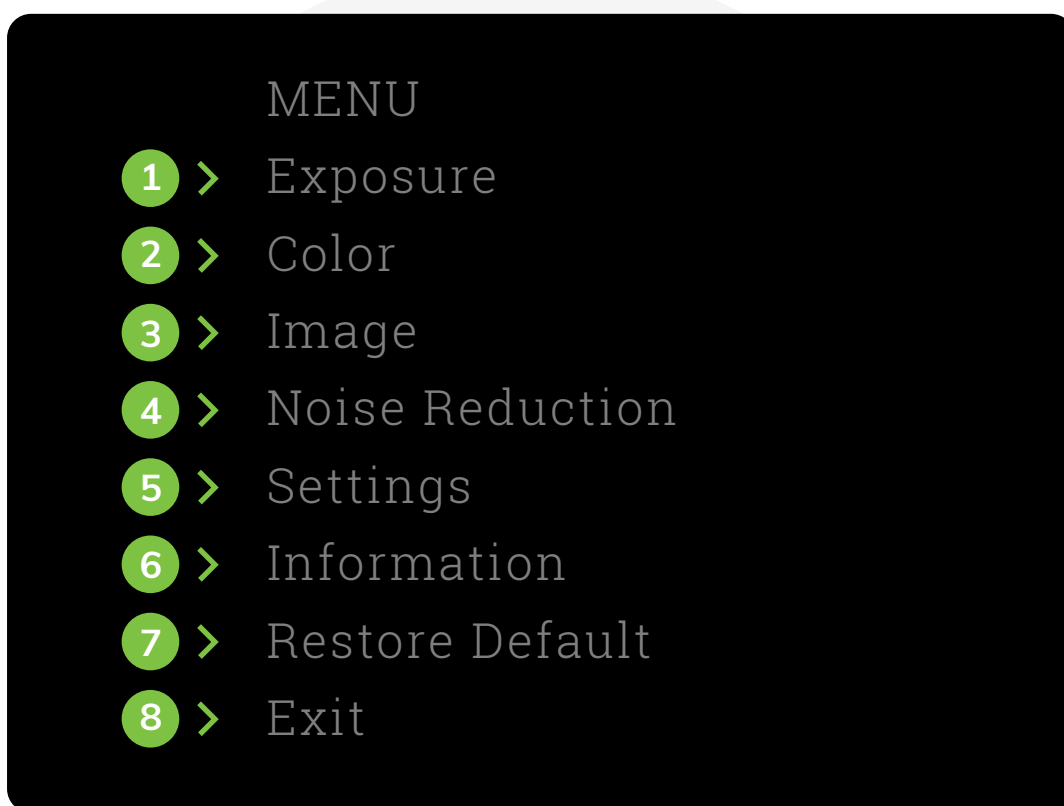 MENU
1 > Exposure
2 > Color
3 > Image
4 > Noise Reduction
5 > Settings
6 > Information
7 > Restore Default
8 > Exit